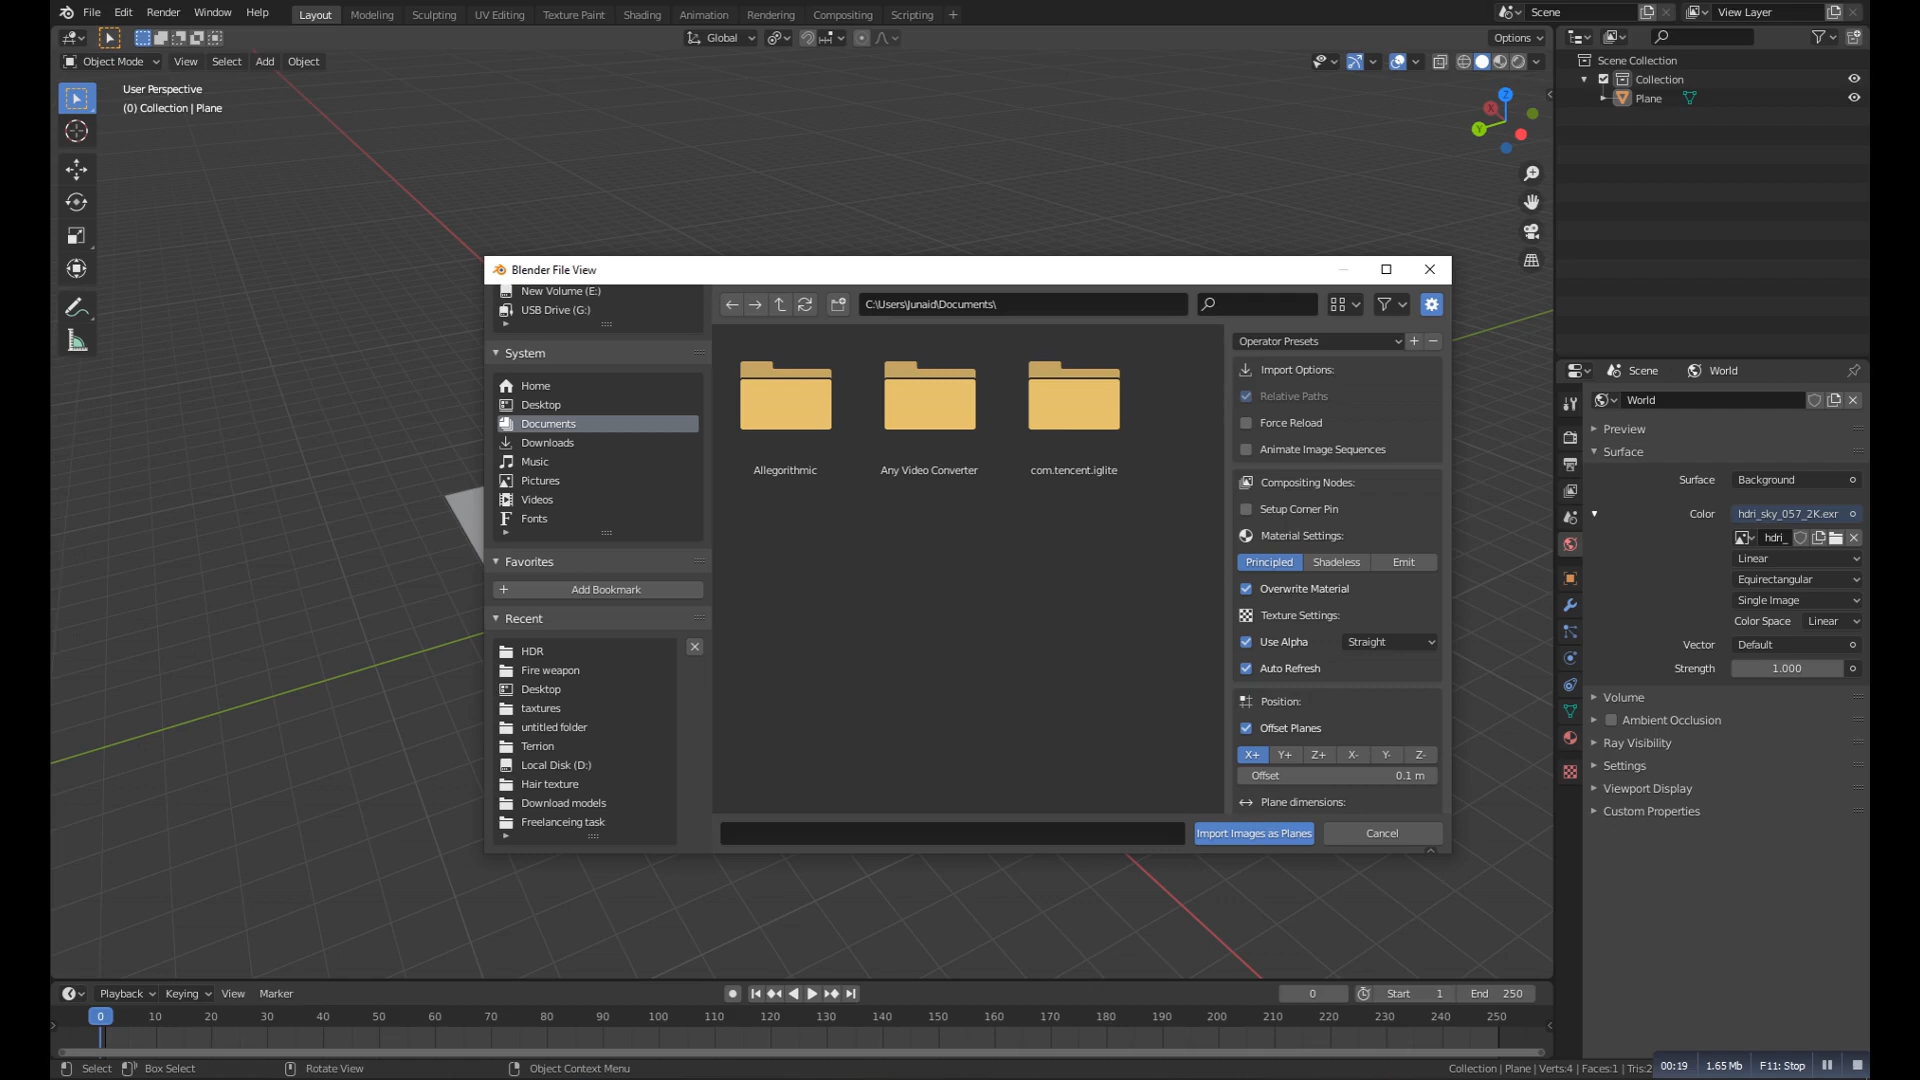 File Edit Render Window Help Layout Modeling Sculpting UV Editing Texture Paint Shading Animation Rendering Compositing Scripting + Scene View Layer
Global Options
Object Mode View Select Add Object
User Perspective
(0) Collection | Plane
Scene Collection
Collection
Plane
Z
X
Y
Blender File View
New Volume (E:)
USB Drive (G:)
C:\Users\Junaid\Documents\
System
Home
Desktop
Documents
Downloads
Music
Pictures
Videos
Fonts
Favorites
Add Bookmark
Recent
HDR
Fire weapon
Desktop
taxtures
untitled folder
Terrion
Local Disk (D:)
Hair texture
Download models
Freelanceing task
Allegorithmic
Any Video Converter
com.tencent.iglite
Operator Presets
Import Options:
Relative Paths
Force Reload
Animate Image Sequences
Compositing Nodes:
Setup Corner Pin
Material Settings:
Principled Shadeless Emit
Overwrite Material
Texture Settings:
Use Alpha Straight
Auto Refresh
Position:
Offset Planes
X+ Y+ Z+ X- Y- Z-
Offset 0.1 m
Plane dimensions:
Import Images as Planes Cancel
Scene World
World
Preview
Surface
Surface Background
Color hdri_sky_057_2K.exr
hdri_
Linear
Equirectangular
Single Image
Color Space Linear
Vector Default
Strength 1.000
Volume
Ambient Occlusion
Ray Visibility
Settings
Viewport Display
Custom Properties
Playback Keying View Marker 0 Start 1 End 250
0 10 20 30 40 50 60 70 80 90 100 110 120 130 140 150 160 170 180 190 200 210 220 230 240 250
Select Box Select Rotate View Object Context Menu Collection | Plane | Verts:4 | Faces:1 | Tris:2 00:19 1.65 Mb F11: Stop